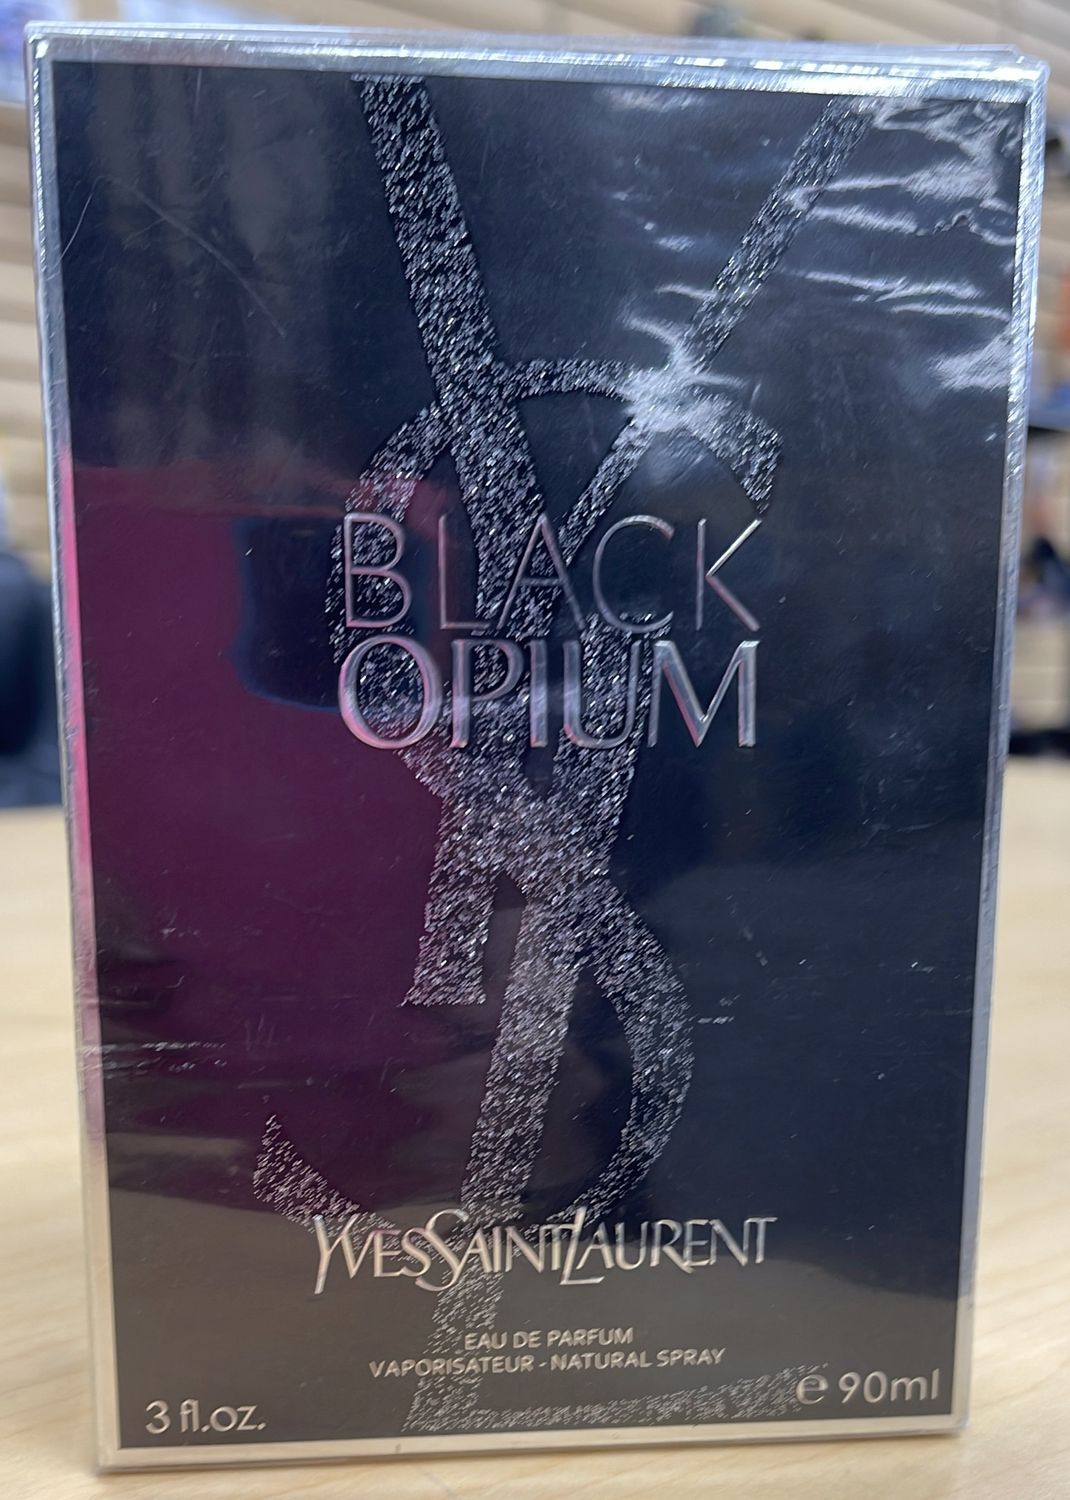 BLACK
OPIUM
YVESSAINTLAURENT
EAU DE PARFUM
VAPORISATEUR - NATURAL SPRAY
3 fl.oz.
e 90ml